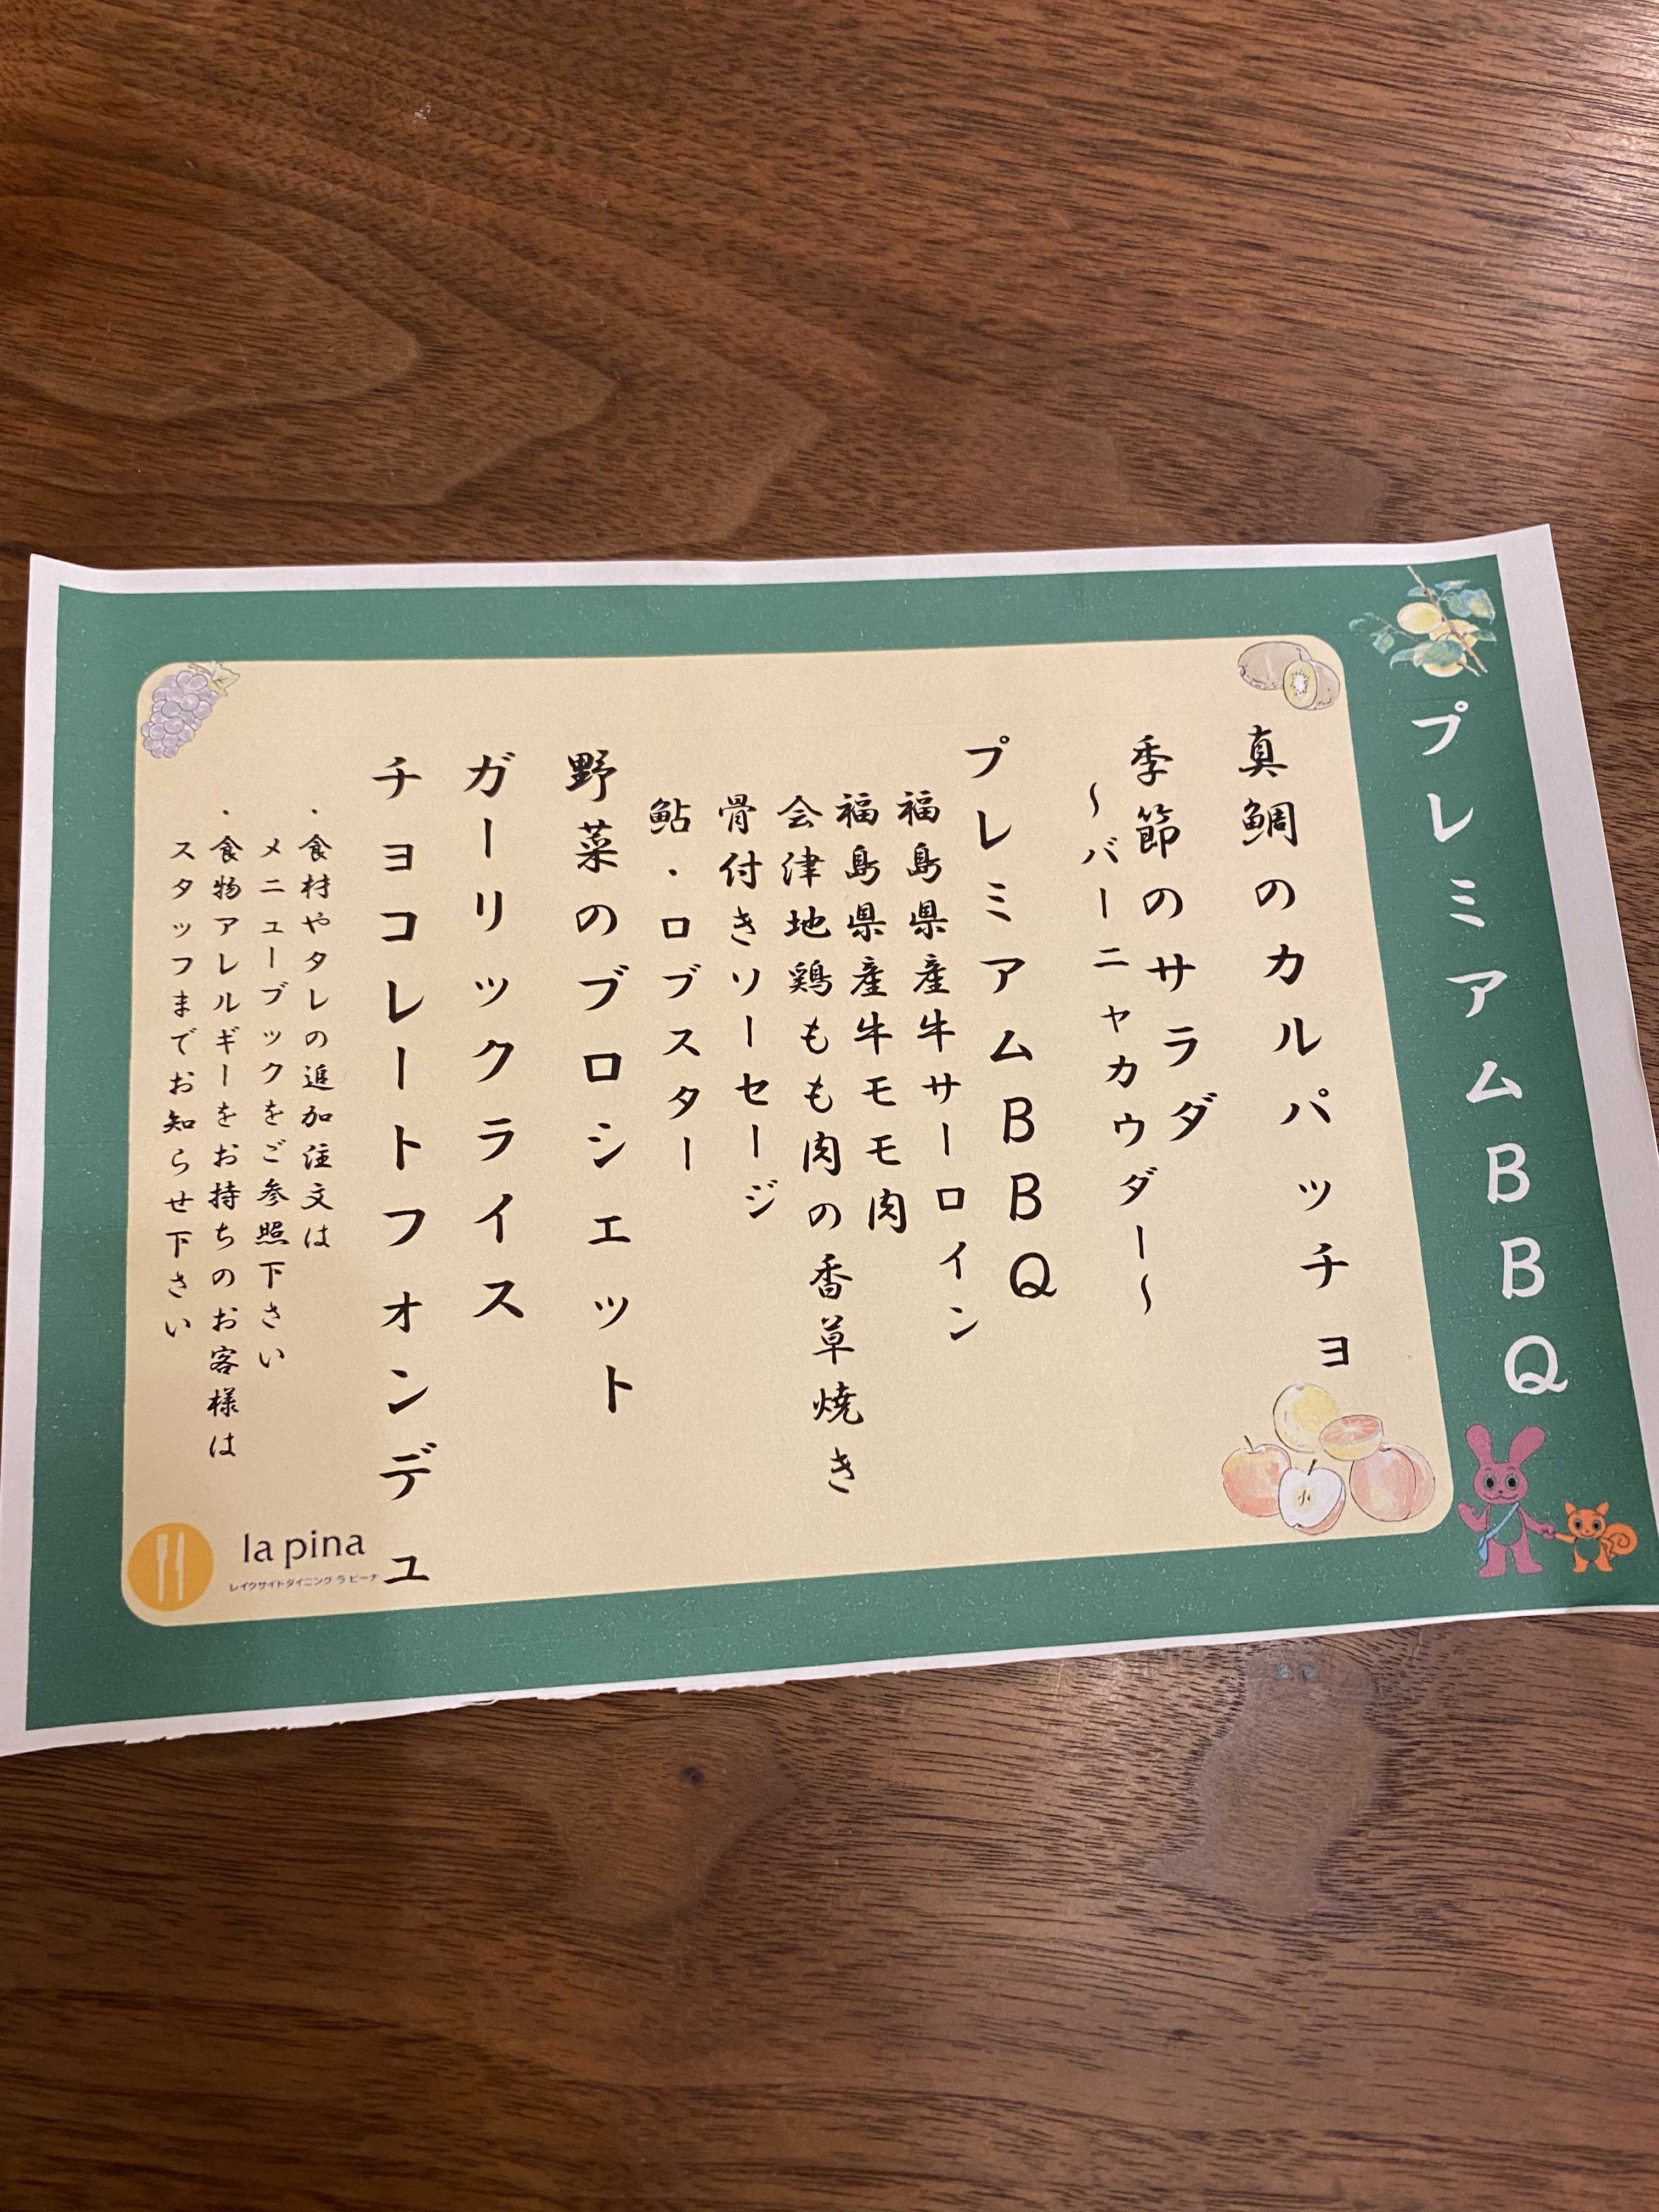 プレミアムBBQ
真鯛のカルパッチョ
季節のサラダ
～バーニャカウダー～
プレミアムBBQ
福島県産牛サーロイン
福島県産牛モモ肉
会津地鶏もも肉の香草焼き
骨付きソーセージ
鮎・ロブスター
野菜のブロシェット
ガーリックライス
チョコレートフォンデュ
・食材やタレの追加注文は
メニューブックをご参照下さい
・食物アレルギーをお持ちのお客様は
スタッフまでお知らせ下さい
la pina
レイクサイドダイニング ラ ピーナ